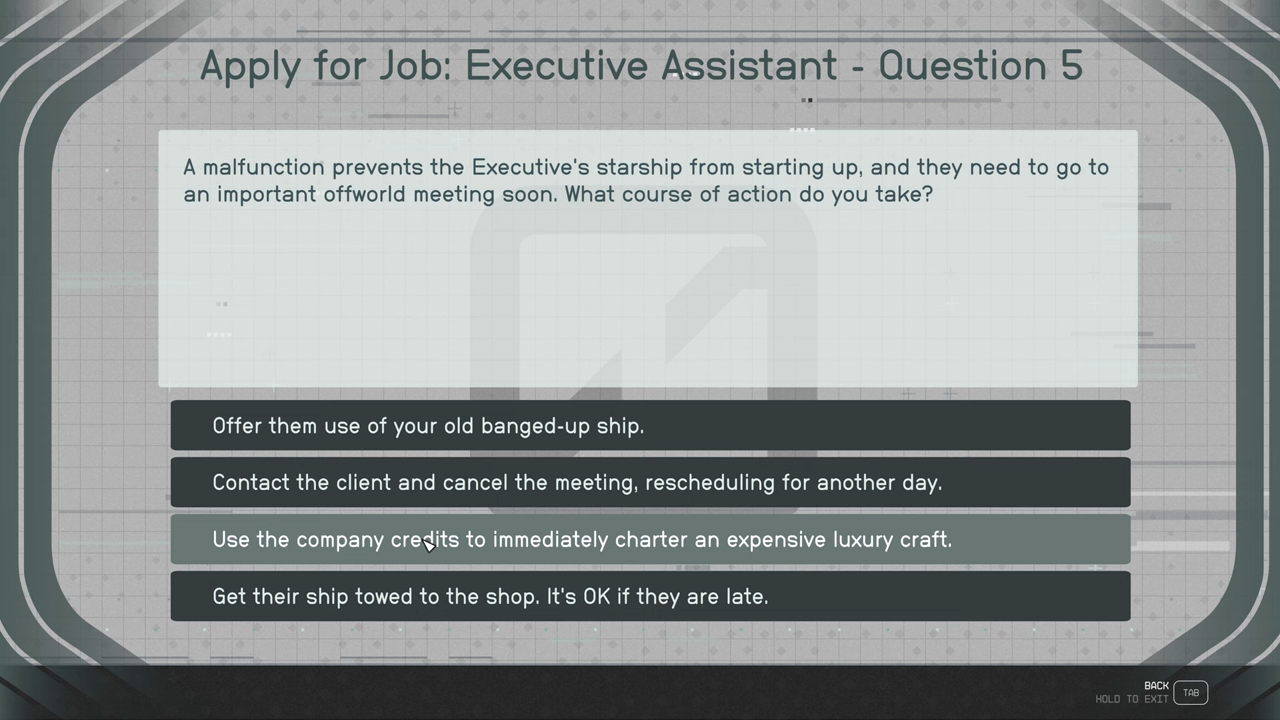 Apply for Job: Executive Assistant - Question 5
A malfunction prevents the Executive's starship from starting up, and they need to go to
an important offworld meeting soon. What course of action do you take?
Offer them use of your old banged-up ship.
Contact the client and cancel the meeting, rescheduling for another day.
Use the company credits to immediately charter an expensive luxury craft.
Get their ship towed to the shop. It's OK if they are late.
BACK
HOLD TO EXIT TAB